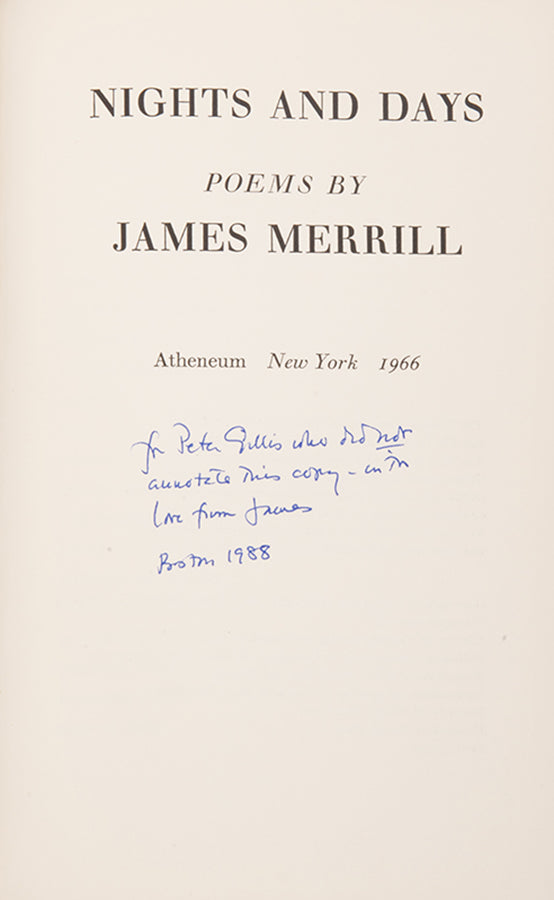 NIGHTS AND DAYS
POEMS BY
JAMES MERRILL
Atheneum New York 1966
for Peter Gillis who did not
annotate this copy – with
love from James
Boston 1988